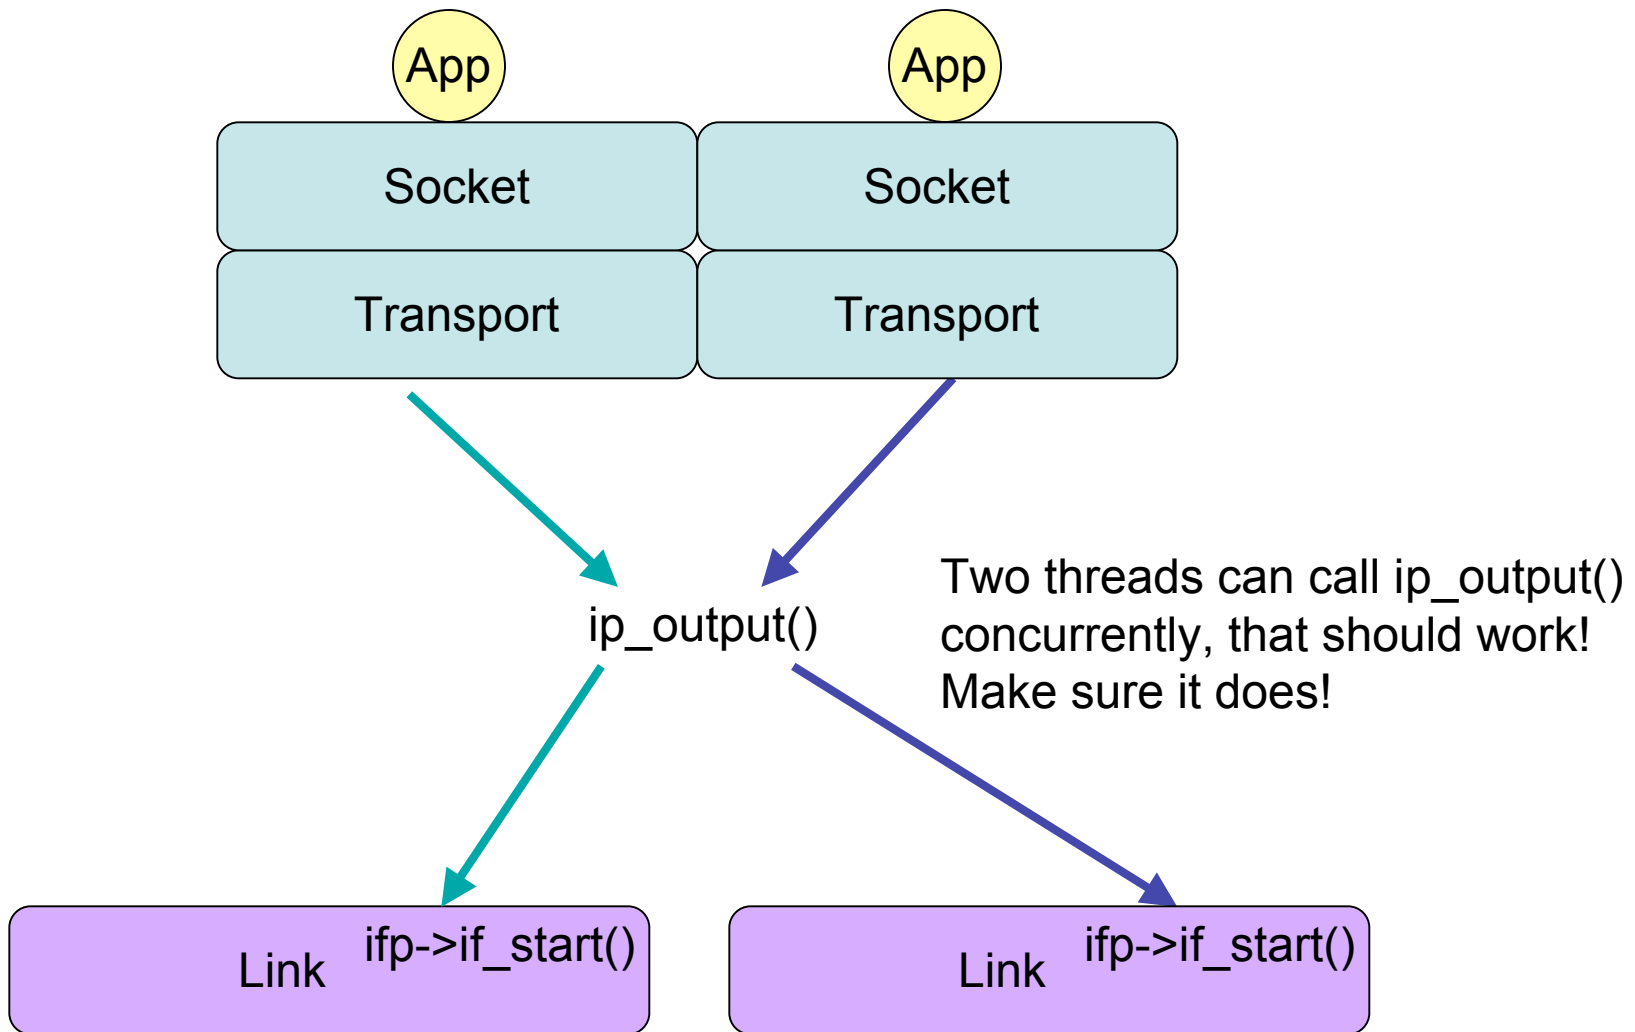 App
App
Socket
Socket
Transport
Transport
Two threads can call ip_output()
concurrently, that should work!
Make sure it does!
ip_output()
Link
ifp->if_start()
Link
ifp->if_start()